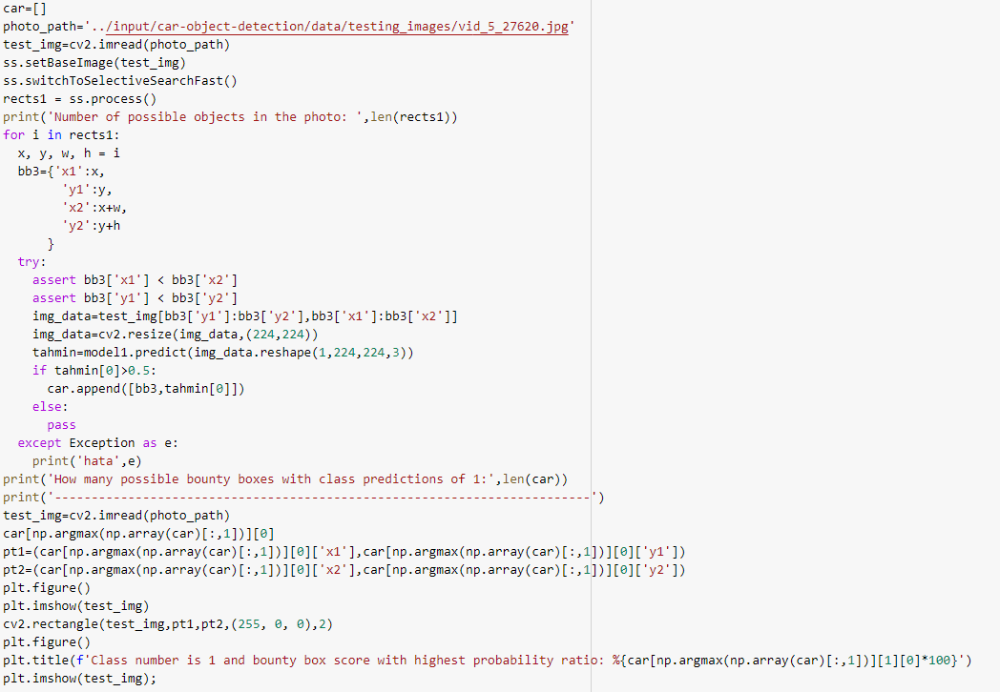 car=[]
photo_path='../input/car-object-detection/data/testing_images/vid_5_27620.jpg'
test_img=cv2.imread(photo_path)
ss.setBaseImage(test_img)
ss.switchToSelectiveSearchFast()
rects1 = ss.process()
print('Number of possible objects in the photo: ',len(rects1))
for i in rects1:
  x, y, w, h = i
  bb3={'x1':x,
        'y1':y,
        'x2':x+w,
        'y2':y+h
      }
  try:
    assert bb3['x1'] < bb3['x2']
    assert bb3['y1'] < bb3['y2']
    img_data=test_img[bb3['y1']:bb3['y2'],bb3['x1']:bb3['x2']]
    img_data=cv2.resize(img_data,(224,224))
    tahmin=model1.predict(img_data.reshape(1,224,224,3))
    if tahmin[0]>0.5:
      car.append([bb3,tahmin[0]])
    else:
      pass
  except Exception as e:
    print('hata',e)
print('How many possible bounty boxes with class predictions of 1:',len(car))
print('-------------------------------------------------------------------------')
test_img=cv2.imread(photo_path)
car[np.argmax(np.array(car)[:,1])][0]
pt1=(car[np.argmax(np.array(car)[:,1])][0]['x1'],car[np.argmax(np.array(car)[:,1])][0]['y1'])
pt2=(car[np.argmax(np.array(car)[:,1])][0]['x2'],car[np.argmax(np.array(car)[:,1])][0]['y2'])
plt.figure()
plt.imshow(test_img)
cv2.rectangle(test_img,pt1,pt2,(255, 0, 0),2)
plt.figure()
plt.title(f'Class number is 1 and bounty box score with highest probability ratio: %{car[np.argmax(np.array(car)[:,1])][1][0]*100}')
plt.imshow(test_img);